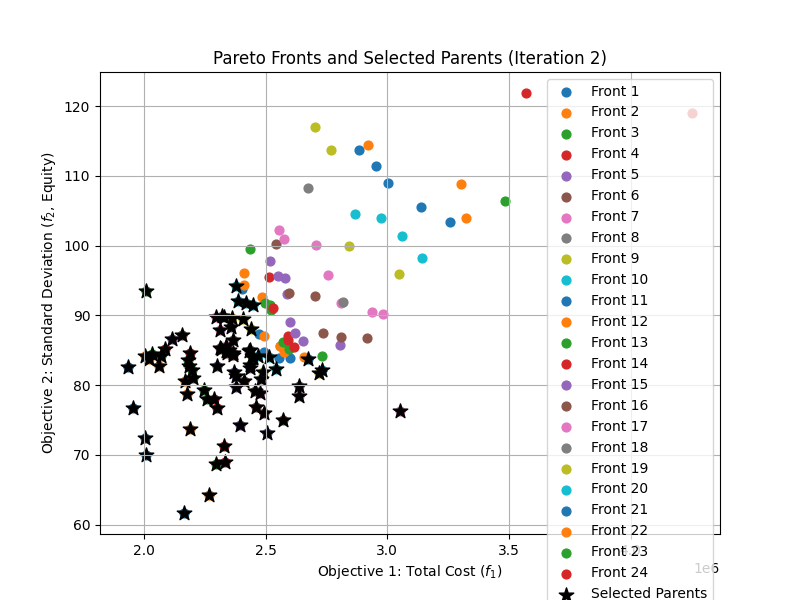 Pareto Fronts and Selected Parents (Iteration 2)
Objective 2: Standard Deviation (f2, Equity)
120
110
100
90
80
70
60
2.0
2.5
3.0
3.5
Objective 1: Total Cost (f1)
Front 1
Front 2
Front 3
Front 4
Front 5
Front 6
Front 7
Front 8
Front 9
Front 10
Front 11
Front 12
Front 13
Front 14
Front 15
Front 16
Front 17
Front 18
Front 19
Front 20
Front 21
Front 22
Front 23
Front 24
Selected Parents